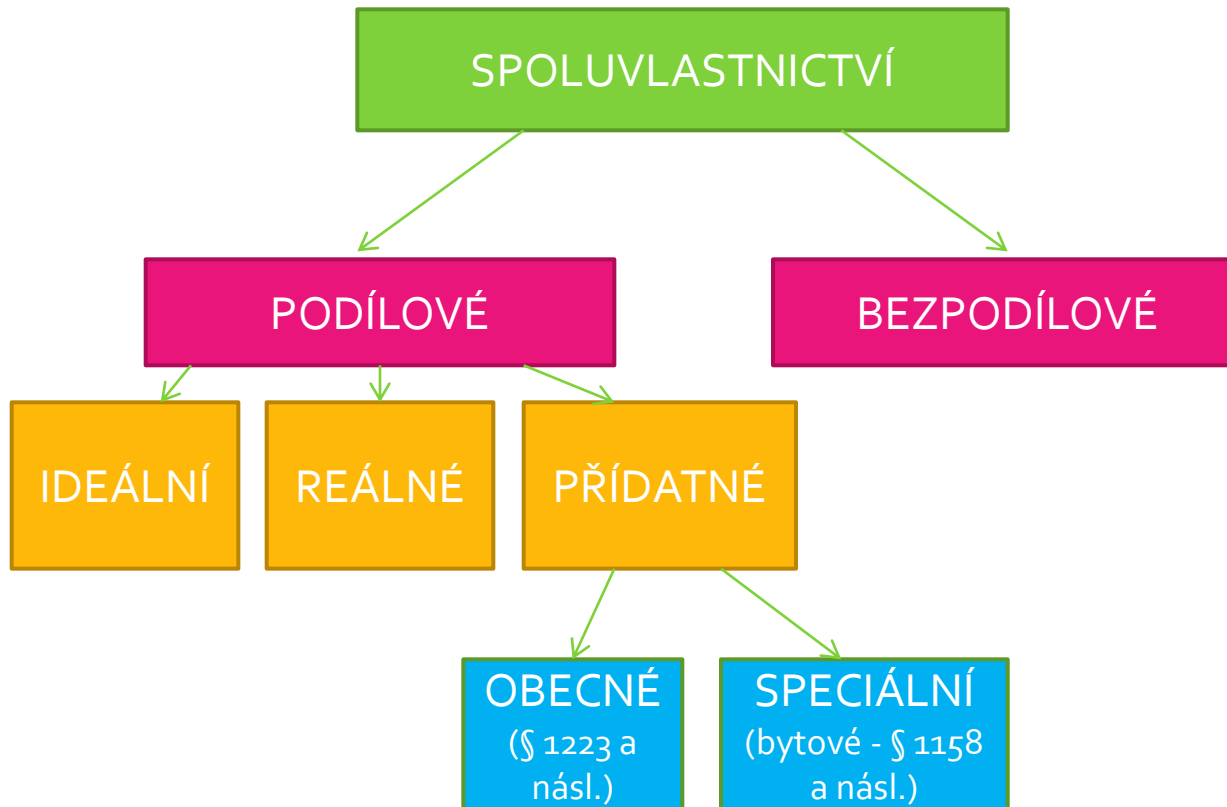 SPOLUVLASTNICTVÍ
PODÍLOVÉ
BEZPODÍLOVÉ
IDEÁLNÍ
REÁLNÉ
PŘÍDATNÉ
OBECNÉ
(§ 1223 a
násl.)
SPECIÁLNÍ
(bytové - § 1158
a násl.)